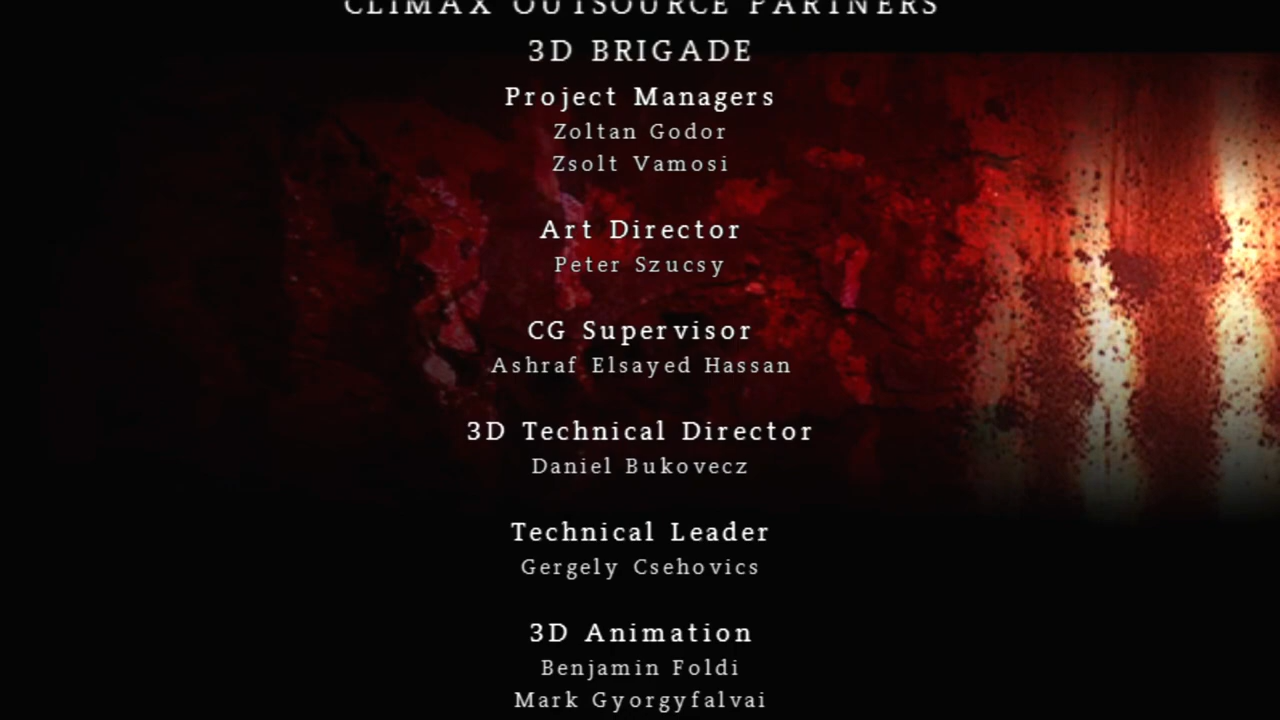 CLIMAX OUTSOURCE PARTNERS
3D BRIGADE
Project Managers
Zoltan Godor
Zsolt Vamosi
Art Director
Peter Szucsy
CG Supervisor
Ashraf Elsayed Hassan
3D Technical Director
Daniel Bukovecz
Technical Leader
Gergely Csehovics
3D Animation
Benjamin Foldi
Mark Gyorgyfalvai